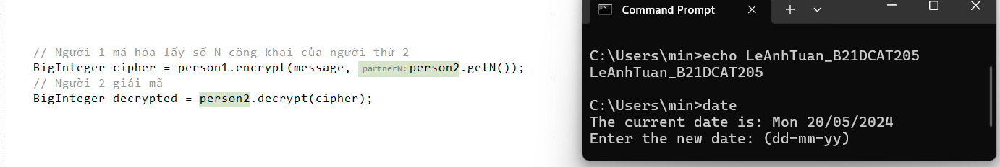 // Người 1 mã hóa lấy số N công khai của người thứ 2
BigInteger cipher = person1.encrypt(message, partnerN: person2.getN());
// Người 2 giải mã
BigInteger decrypted = person2.decrypt(cipher);
Command Prompt
C:\Users\min>echo LeAnhTuan_B21DCAT205
LeAnhTuan_B21DCAT205
C:\Users\min>date
The current date is: Mon 20/05/2024
Enter the new date: (dd-mm-yy)